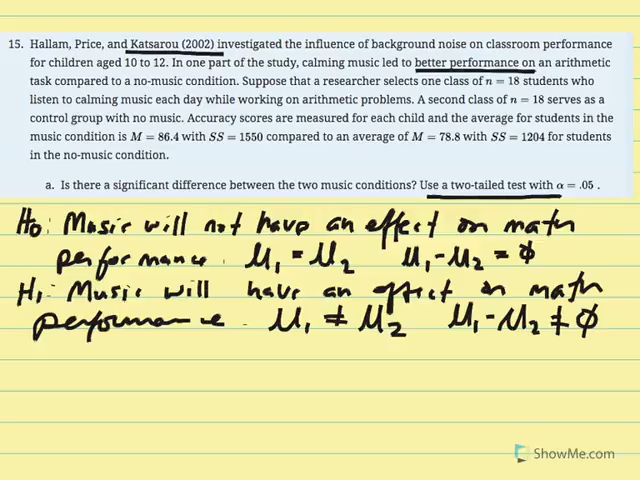 15. Hallam, Price, and Katsarou (2002) investigated the influence of background noise on classroom performance
for children aged 10 to 12. In one part of the study, calming music led to better performance on an arithmetic
task compared to a no-music condition. Suppose that a researcher selects one class of n = 18 students who
listen to calming music each day while working on arithmetic problems. A second class of n = 18 serves as a
control group with no music. Accuracy scores are measured for each child and the average for students in the
music condition is M = 86.4 with SS = 1550 compared to an average of M = 78.8 with SS = 1204 for students
in the no-music condition.
a. Is there a significant difference between the two music conditions? Use a two-tailed test with α = .05 .
H0: Music will not have an effect on math
performance. μ1 = μ2 μ1 - μ2 = ϕ
H1: Music will have an effect on math
performance. μ1 ≠ μ2 μ1 - μ2 ≠ ϕ
ShowMe.com